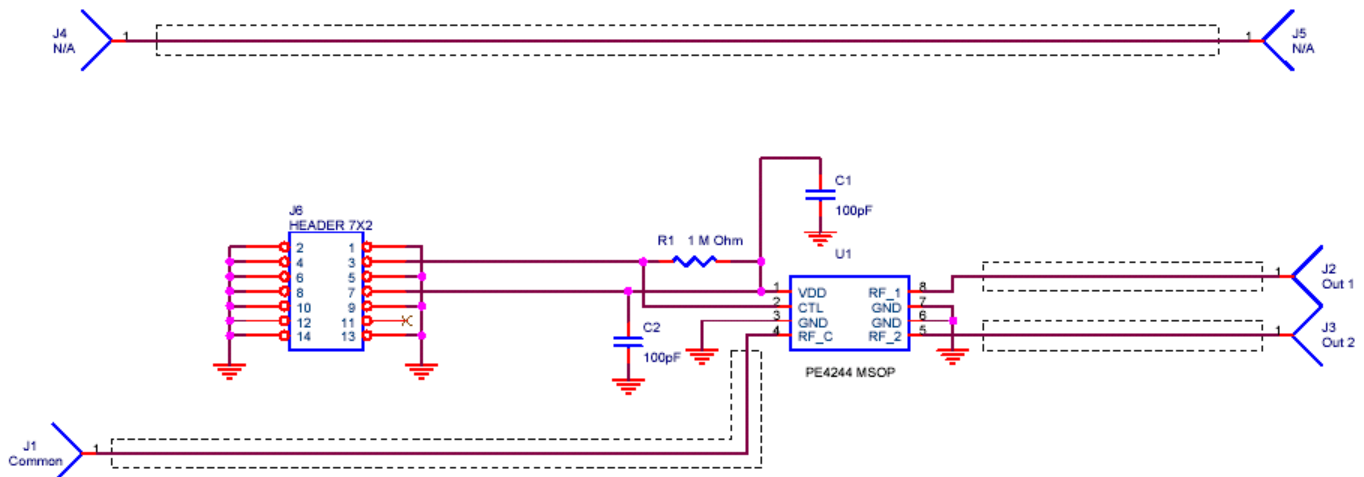 J4
N/A
1
1
J5
N/A
J6
HEADER 7X2
2 1
4 3
6 5
8 7
10 9
12 11
14 13
R1 1 M Ohm
C1
100pF
C2
100pF
U1
1 VDD RF_1 8
2 CTL GND 7
3 GND GND 6
4 RF_C RF_2 5
PE4244 MSOP
1
J2
Out 1
1
J3
Out 2
J1
Common
1